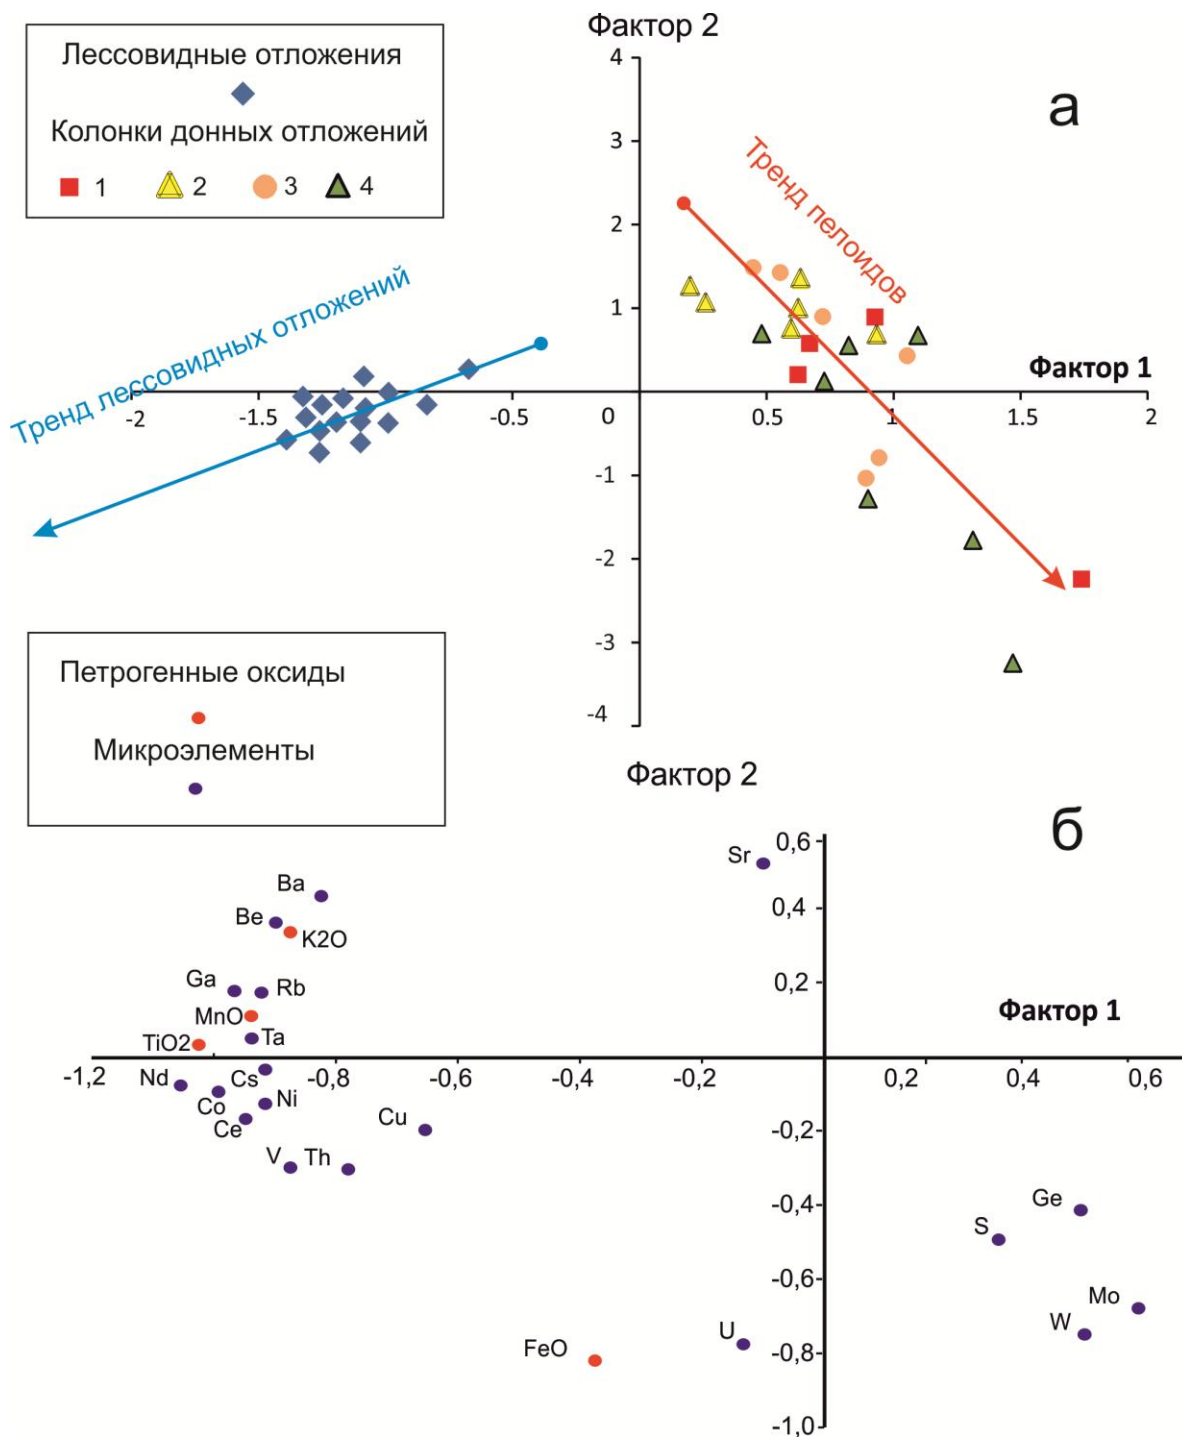 Лессовидные отложения
Колонки донных отложений
1 2 3 4
Фактор 2
а
4
3
2
1
0
-1
-2
-3
-4
-2 -1.5 -0.5 0.5 1 1.5 2
Фактор 1
Тренд пелоидов
Тренд лессовидных отложений
Петрогенные оксиды
Микроэлементы
Фактор 2
б
0,6
0,4
0,2
-0,2
-0,4
-0,6
-0,8
-1,0
-1,2 -0,8 -0,6 -0,4 -0,2 0,2 0,4 0,6
Фактор 1
Sr
Ba
Be
K2O
Ga
Rb
MnO
Ta
TiO2
Nd
Cs
Co
Ni
Ce
Cu
V
Th
Ge
S
Mo
W
U
FeO